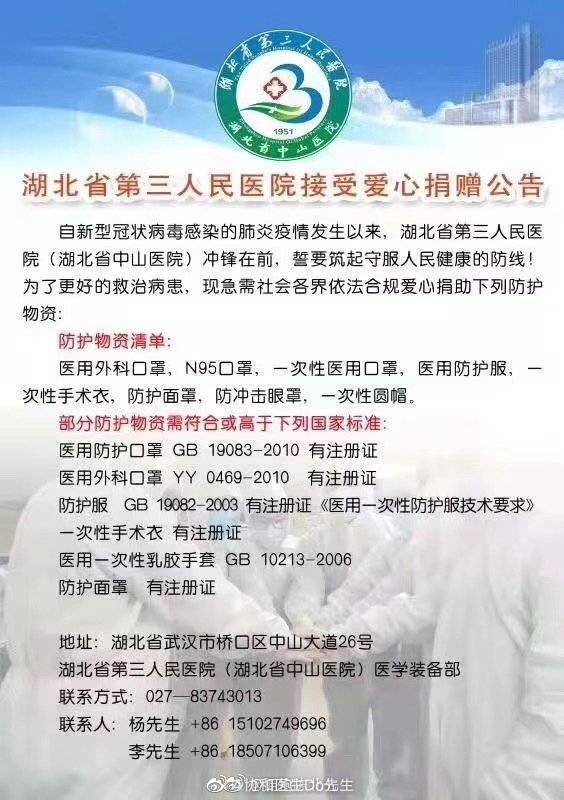 湖北省第三人民医院
1951
湖北省中山医院
湖北省第三人民医院接受爱心捐赠公告
自新型冠状病毒感染的肺炎疫情发生以来，湖北省第三人民医
院（湖北省中山医院）冲锋在前，誓要筑起守服人民健康的防线！
为了更好的救治病患，现急需社会各界依法合规爱心捐助下列防护
物资：
防护物资清单：
医用外科口罩，N95口罩，一次性医用口罩，医用防护服，一
次性手术衣，防护面罩，防冲击眼罩，一次性圆帽。
部分防护物资需符合或高于下列国家标准：
医用防护口罩 GB 19083-2010 有注册证
医用外科口罩 YY 0469-2010 有注册证
防护服 GB 19082-2003 有注册证《医用一次性防护服技术要求》
一次性手术衣 有注册证
医用一次性乳胶手套 GB 10213-2006
防护面罩 有注册证
地址：湖北省武汉市桥口区中山大道26号
湖北省第三人民医院（湖北省中山医院）医学装备部
联系方式：027—83743013
联系人：杨先生 +86 15102749696
李先生 +86 18507106399